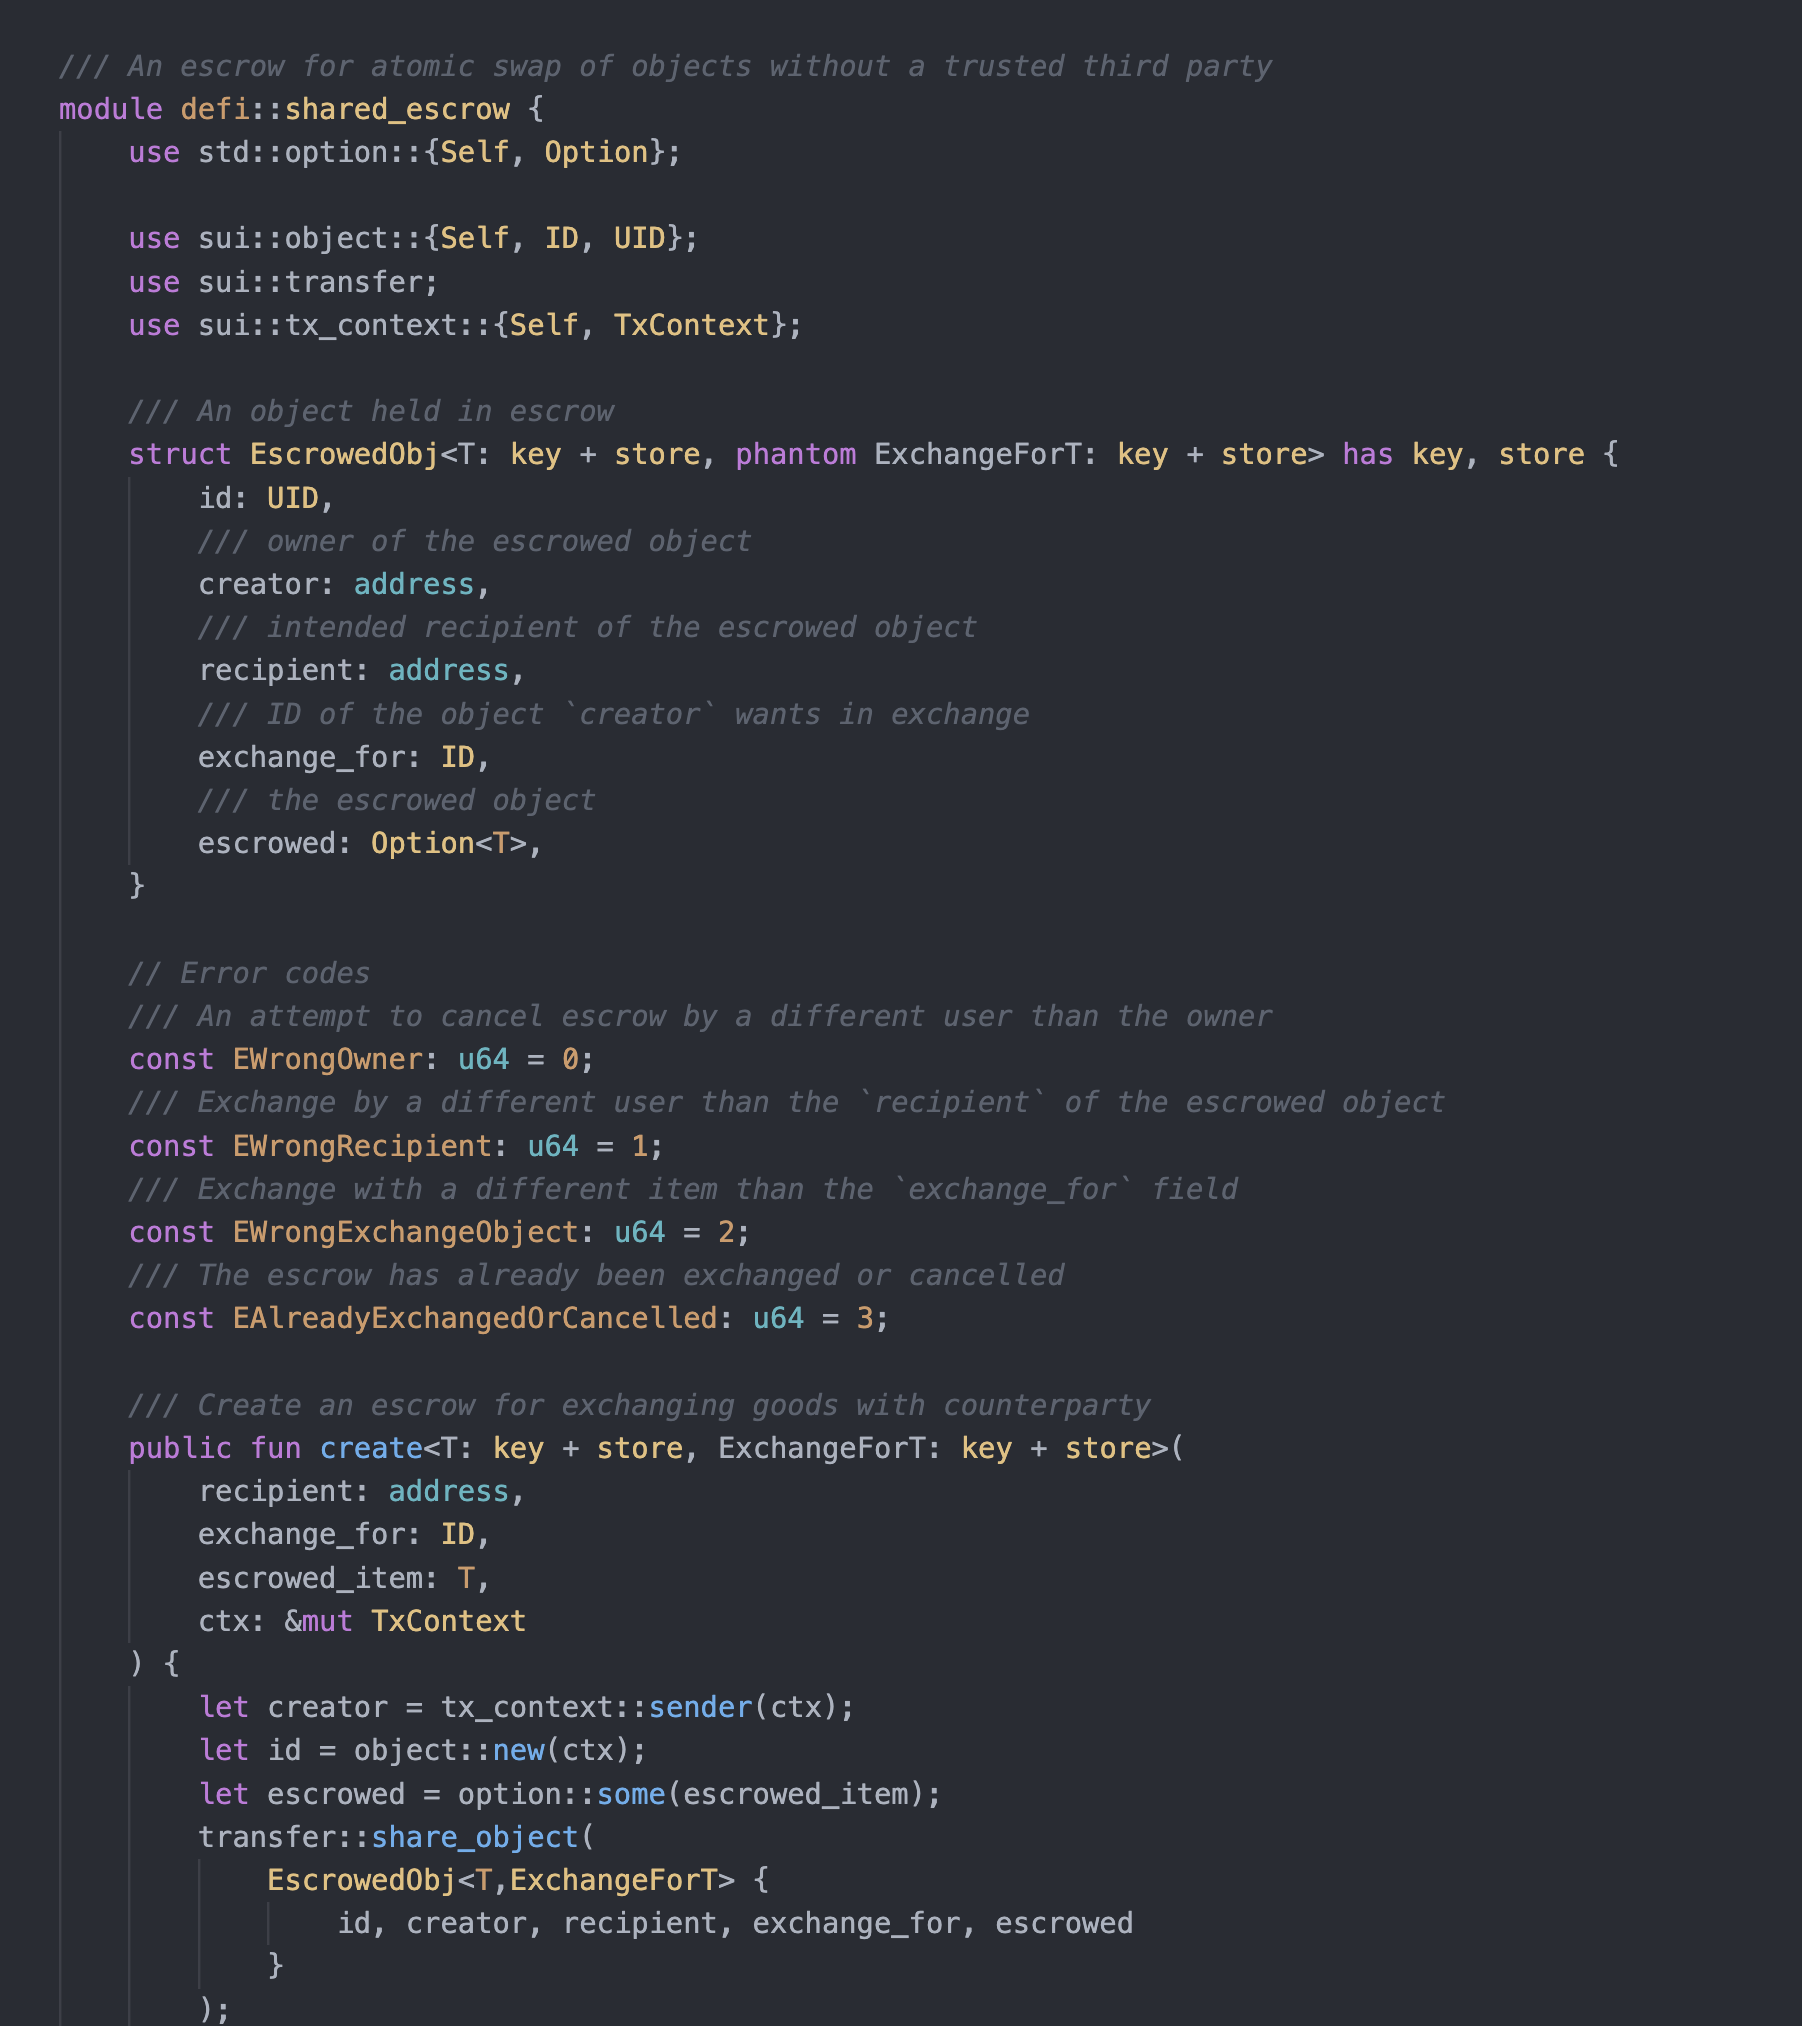 /// An escrow for atomic swap of objects without a trusted third party
module defi::shared_escrow {
    use std::option::{Self, Option};

    use sui::object::{Self, ID, UID};
    use sui::transfer;
    use sui::tx_context::{Self, TxContext};

    /// An object held in escrow
    struct EscrowedObj<T: key + store, phantom ExchangeForT: key + store> has key, store {
        id: UID,
        /// owner of the escrowed object
        creator: address,
        /// intended recipient of the escrowed object
        recipient: address,
        /// ID of the object `creator` wants in exchange
        exchange_for: ID,
        /// the escrowed object
        escrowed: Option<T>,
    }

    // Error codes
    /// An attempt to cancel escrow by a different user than the owner
    const EWrongOwner: u64 = 0;
    /// Exchange by a different user than the `recipient` of the escrowed object
    const EWrongRecipient: u64 = 1;
    /// Exchange with a different item than the `exchange_for` field
    const EWrongExchangeObject: u64 = 2;
    /// The escrow has already been exchanged or cancelled
    const EAlreadyExchangedOrCancelled: u64 = 3;

    /// Create an escrow for exchanging goods with counterparty
    public fun create<T: key + store, ExchangeForT: key + store>(
        recipient: address,
        exchange_for: ID,
        escrowed_item: T,
        ctx: &mut TxContext
    ) {
        let creator = tx_context::sender(ctx);
        let id = object::new(ctx);
        let escrowed = option::some(escrowed_item);
        transfer::share_object(
            EscrowedObj<T,ExchangeForT> {
                id, creator, recipient, exchange_for, escrowed
            }
        );